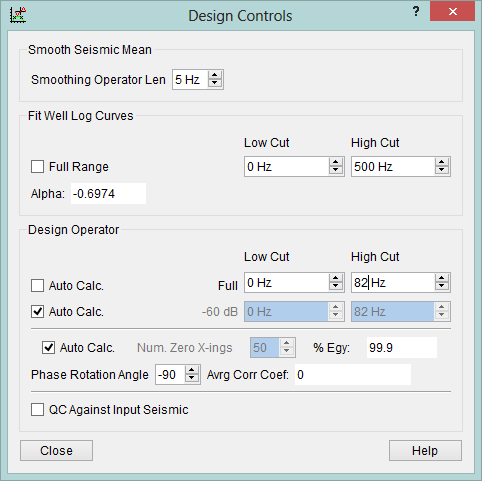 Design Controls
? ×
Smooth Seismic Mean
Smoothing Operator Len 5 Hz
Fit Well Log Curves
Low Cut High Cut
Full Range 0 Hz 500 Hz
Alpha: -0.6974
Design Operator
Low Cut High Cut
Auto Calc. Full 0 Hz 82 Hz
Auto Calc. -60 dB 0 Hz 82 Hz
Auto Calc. Num. Zero X-ings 50 % Egy: 99.9
Phase Rotation Angle -90 Avrg Corr Coef: 0
QC Against Input Seismic
Close Help